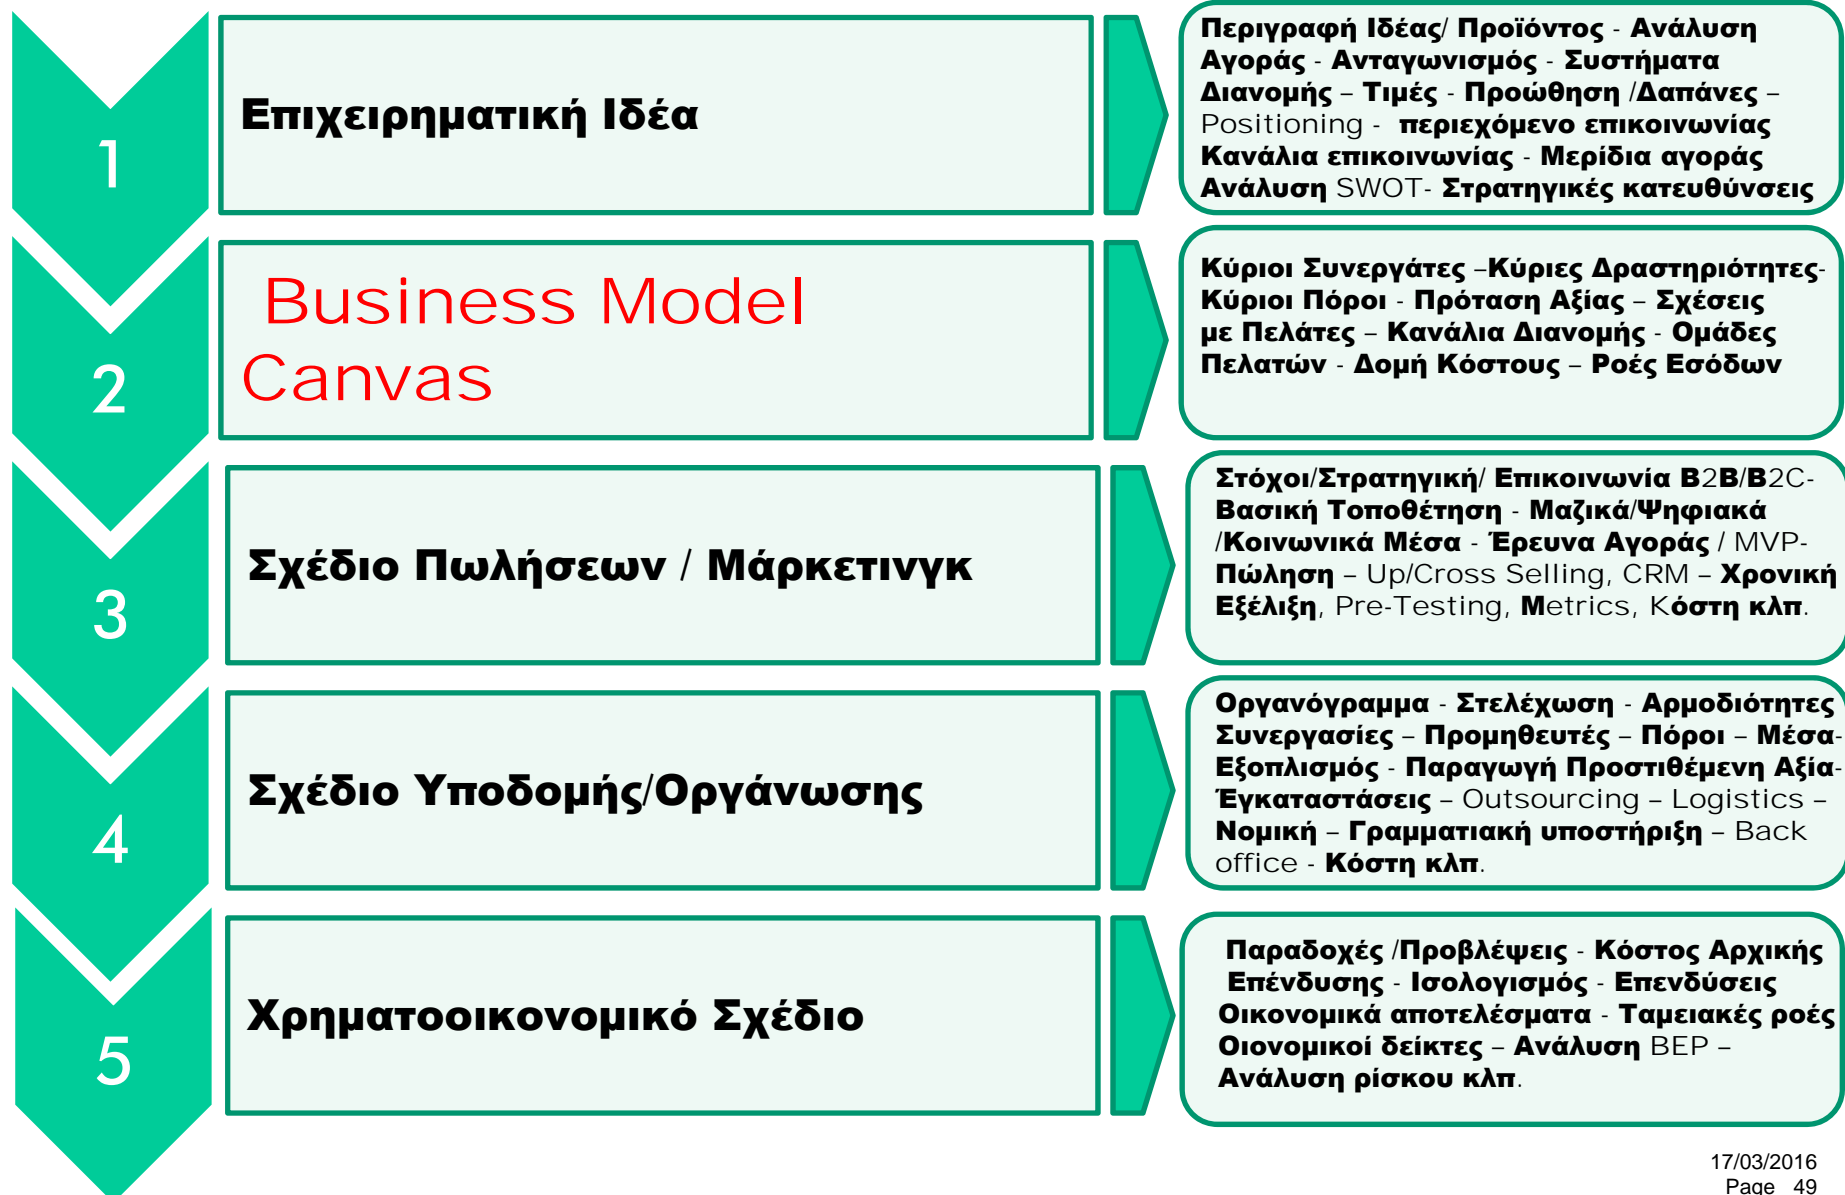 1
Επιχειρηματική Ιδέα
Περιγραφή Ιδέας/ Προϊόντος - Ανάλυση
Αγοράς - Ανταγωνισμός - Συστήματα
Διανομής – Τιμές - Προώθηση /Δαπάνες –
Positioning - περιεχόμενο επικοινωνίας
Κανάλια επικοινωνίας - Μερίδια αγοράς
Ανάλυση SWOT- Στρατηγικές κατευθύνσεις
2
Business Model
Canvas
Κύριοι Συνεργάτες –Κύριες Δραστηριότητες-
Κύριοι Πόροι - Πρόταση Αξίας – Σχέσεις
με Πελάτες – Κανάλια Διανομής - Ομάδες
Πελατών - Δομή Κόστους – Ροές Εσόδων
3
Σχέδιο Πωλήσεων / Μάρκετινγκ
Στόχοι/Στρατηγική/ Επικοινωνία B2B/B2C-
Βασική Τοποθέτηση - Μαζικά/Ψηφιακά
/Κοινωνικά Μέσα - Έρευνα Αγοράς / MVP-
Πώληση – Up/Cross Selling, CRM – Χρονική
Εξέλιξη, Pre-Testing, Metrics, Κόστη κλπ.
4
Σχέδιο Υποδομής/Οργάνωσης
Οργανόγραμμα - Στελέχωση - Αρμοδιότητες
Συνεργασίες – Προμηθευτές – Πόροι – Μέσα-
Εξοπλισμός - Παραγωγή Προστιθέμενη Αξία-
Έγκαταστάσεις – Outsourcing – Logistics –
Νομική – Γραμματιακή υποστήριξη – Back
office - Κόστη κλπ.
5
Χρηματοοικονομικό Σχέδιο
Παραδοχές /Προβλέψεις - Κόστος Αρχικής
Επένδυσης - Ισολογισμός - Επενδύσεις
Οικονομικά αποτελέσματα - Ταμειακές ροές
Οιονομικοί δείκτες – Ανάλυση BEP –
Ανάλυση ρίσκου κλπ.
17/03/2016
Page 49